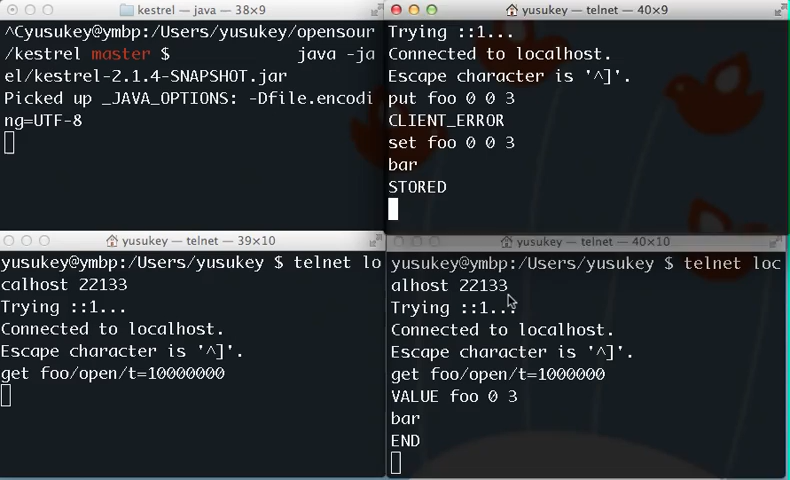 kestrel — java — 38×9
^Cyusukey@ymbp:/Users/yusukey/opensour
/kestrel master $ java -ja
el/kestrel-2.1.4-SNAPSHOT.jar
Picked up _JAVA_OPTIONS: -Dfile.encodi
ng=UTF-8
yusukey — telnet — 40×9
Trying ::1...
Connected to localhost.
Escape character is '^]'.
put foo 0 0 3
CLIENT_ERROR
set foo 0 0 3
bar
STORED
yusukey — telnet — 39×10
yusukey@ymbp:/Users/yusukey $ telnet lo
calhost 22133
Trying ::1...
Connected to localhost.
Escape character is '^]'.
get foo/open/t=10000000
yusukey — telnet — 40×10
yusukey@ymbp:/Users/yusukey $ telnet loc
alhost 22133
Trying ::1...
Connected to localhost.
Escape character is '^]'.
get foo/open/t=1000000
VALUE foo 0 3
bar
END